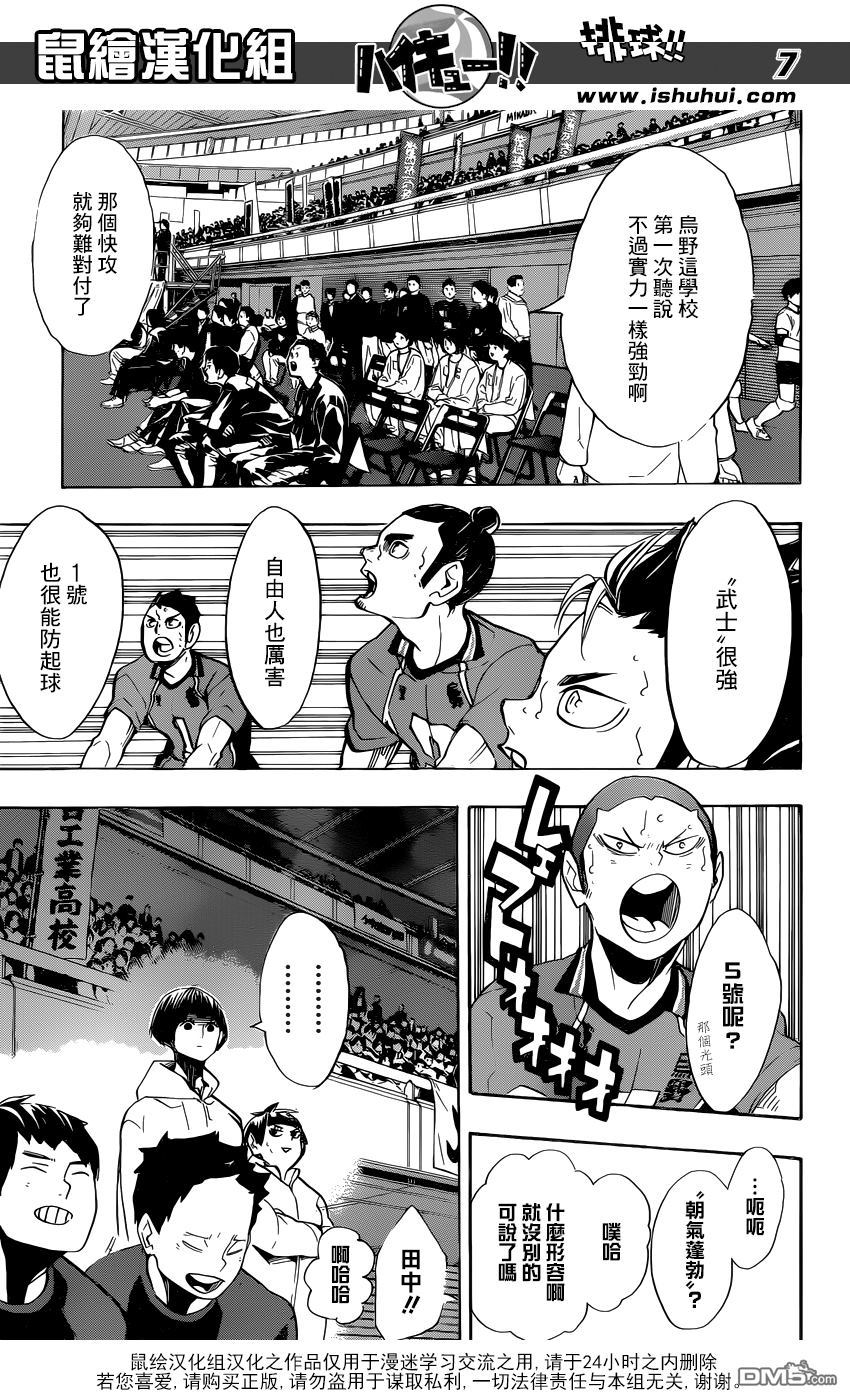 鼠繪漢化組
ハイキュー!!
排球!!
7
www.ishuhui.com
烏野這學校
第一次聽說
不過實力一樣強勁啊
那個快攻
就夠難對付了
〝武士〞很強
自由人也厲害
1號
也很能防起球
レフトォォォ
5號呢？
那個光頭
烏野
…呃呃
〝朝氣蓬勃〞？
噗哈
什麼形容啊
就沒別的
可說了嗎
工業高校
………
田中!!
啊哈哈
鼠绘汉化组汉化之作品仅用于漫迷学习交流之用, 请于24小时之内删除
若您喜爱, 请购买正版, 请勿盗用于谋取私利, 一切法律责任与本组无关, 谢谢。
DM5.com